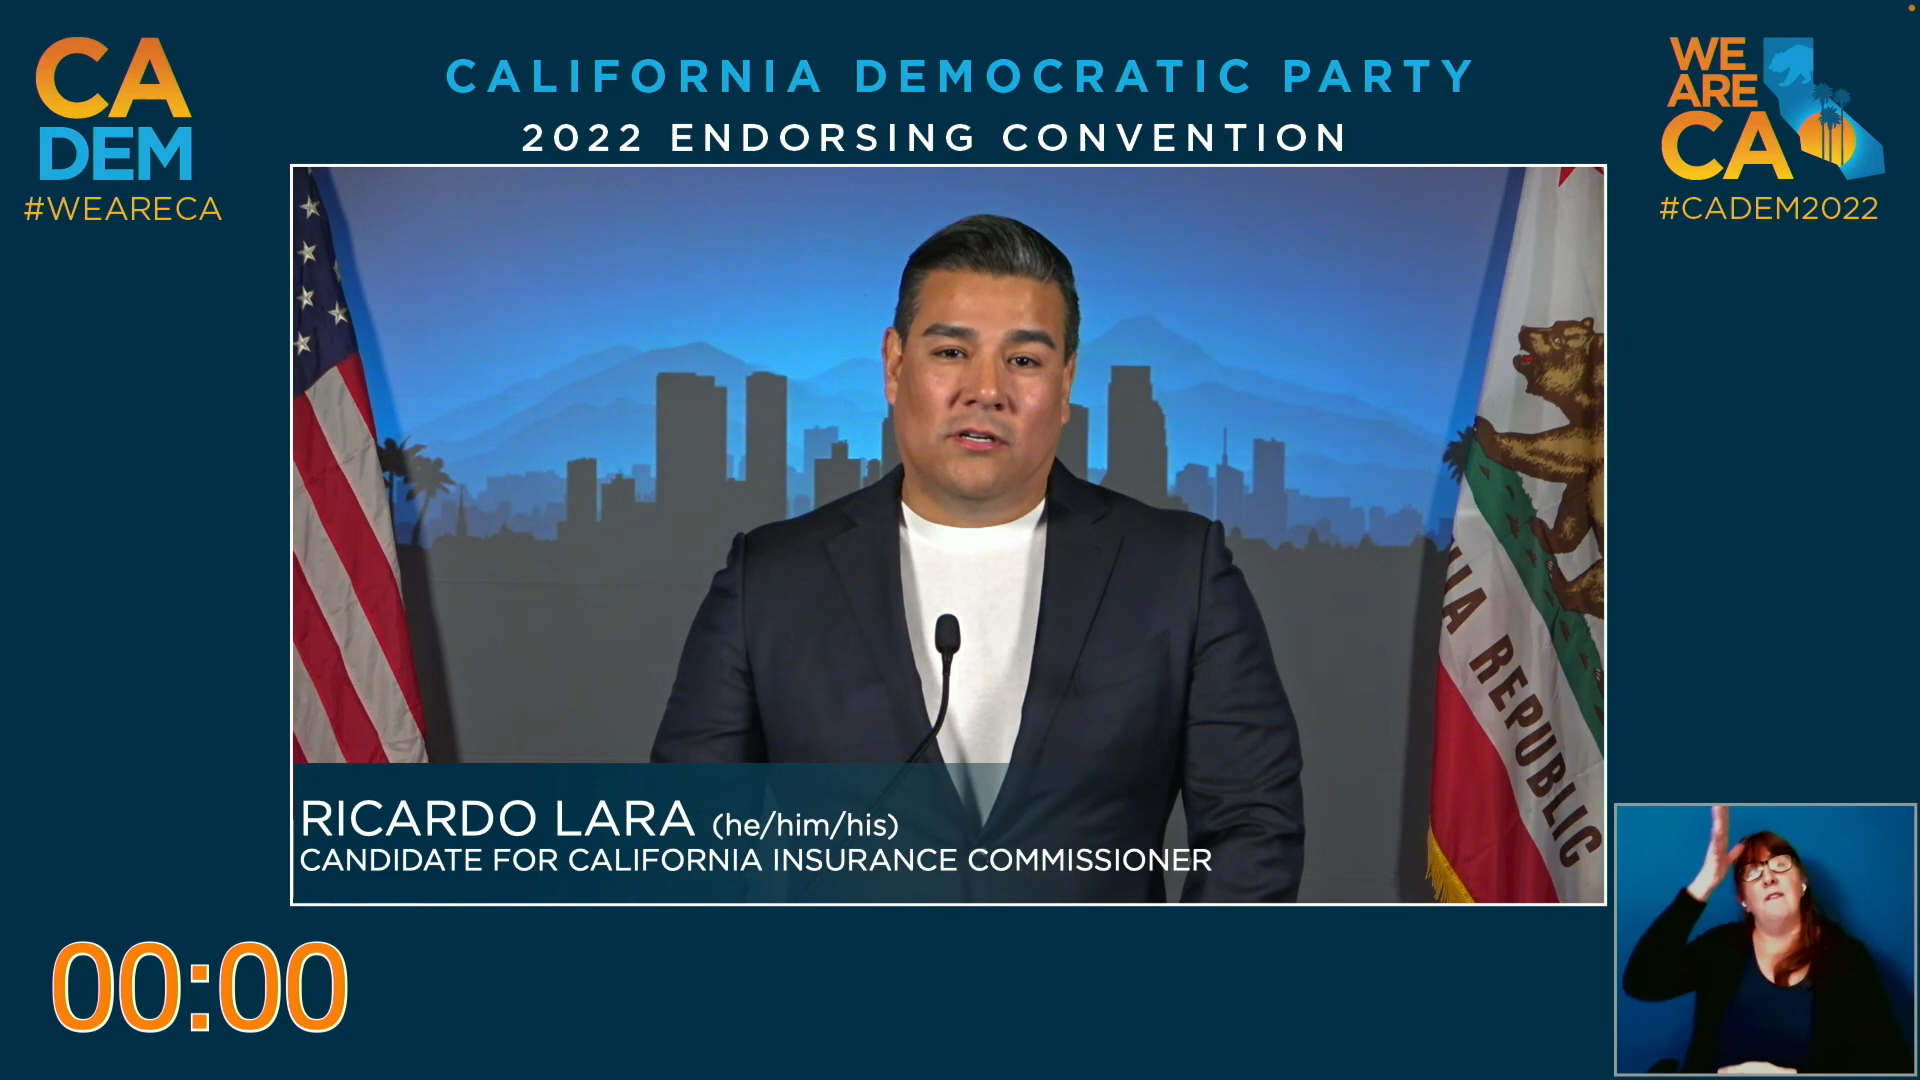 CA
DEM
#WEARECA
CALIFORNIA DEMOCRATIC PARTY
2022 ENDORSING CONVENTION
WE
ARE
CA
#CADEM2022
NIA REPUBLIC
RICARDO LARA (he/him/his)
CANDIDATE FOR CALIFORNIA INSURANCE COMMISSIONER
00:00